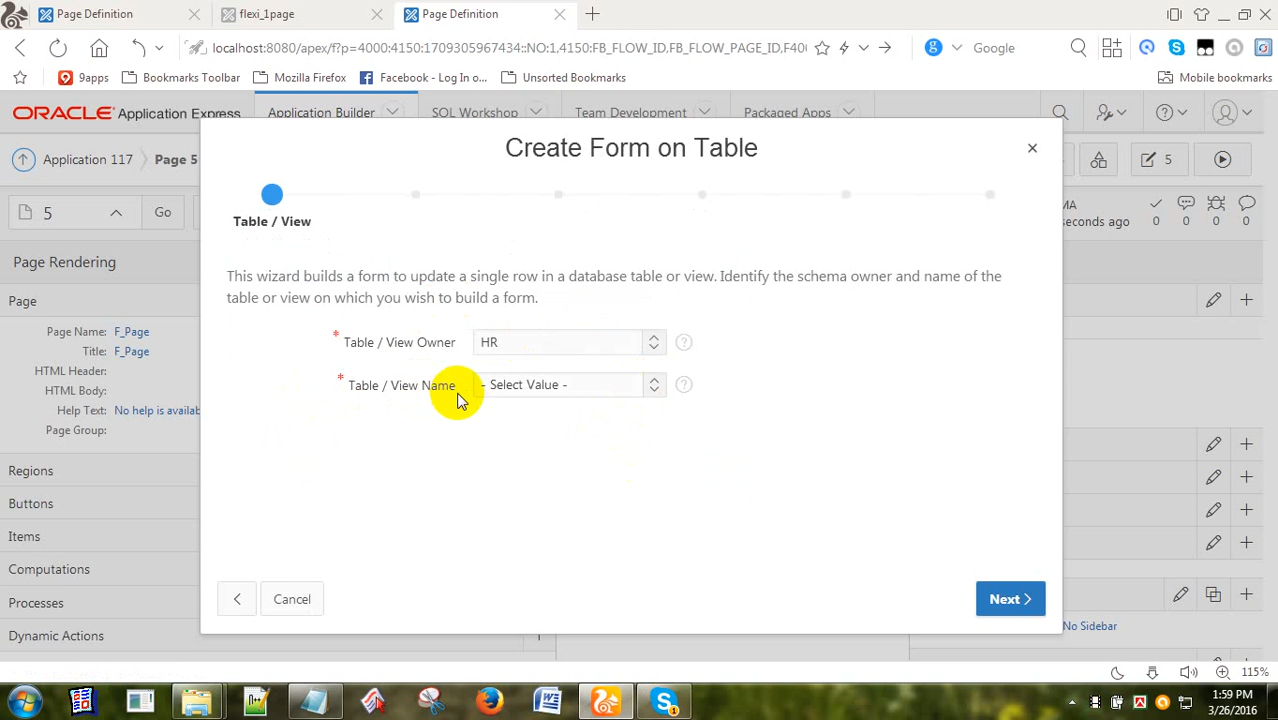 Page Definition
flexi_1page
Page Definition
localhost:8080/apex/f?p=4000:4150:1709305967434::NO:1,4150:FB_FLOW_ID,FB_FLOW_PAGE_ID,F400
Google
9apps
Bookmarks Toolbar
Mozilla Firefox
Facebook - Log In o...
Unsorted Bookmarks
Mobile bookmarks
ORACLE Application Express
Application Builder
SQL Workshop
Team Development
Packaged Apps
Application 117
Page 5
5
5
Go
Create Form on Table
Table / View
This wizard builds a form to update a single row in a database table or view. Identify the schema owner and name of the
table or view on which you wish to build a form.
* Table / View Owner
HR
* Table / View Name
- Select Value -
Cancel
Next
MA
seconds ago
0
0
0
0
Page Rendering
Page
Page Name: F_Page
Title: F_Page
HTML Header:
HTML Body:
Help Text: No help is availab
Page Group:
Regions
Buttons
Items
Computations
Processes
Dynamic Actions
No Sidebar
115%
1:59 PM
3/26/2016